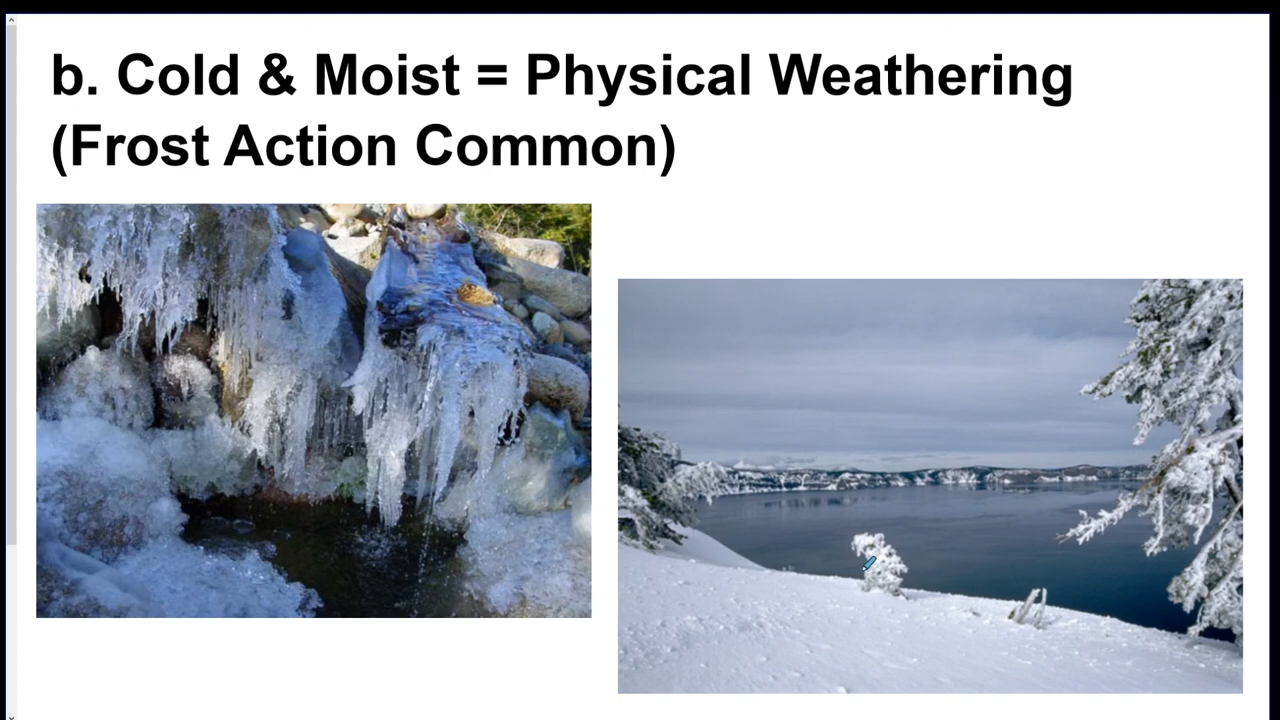 b. Cold & Moist = Physical Weathering
(Frost Action Common)